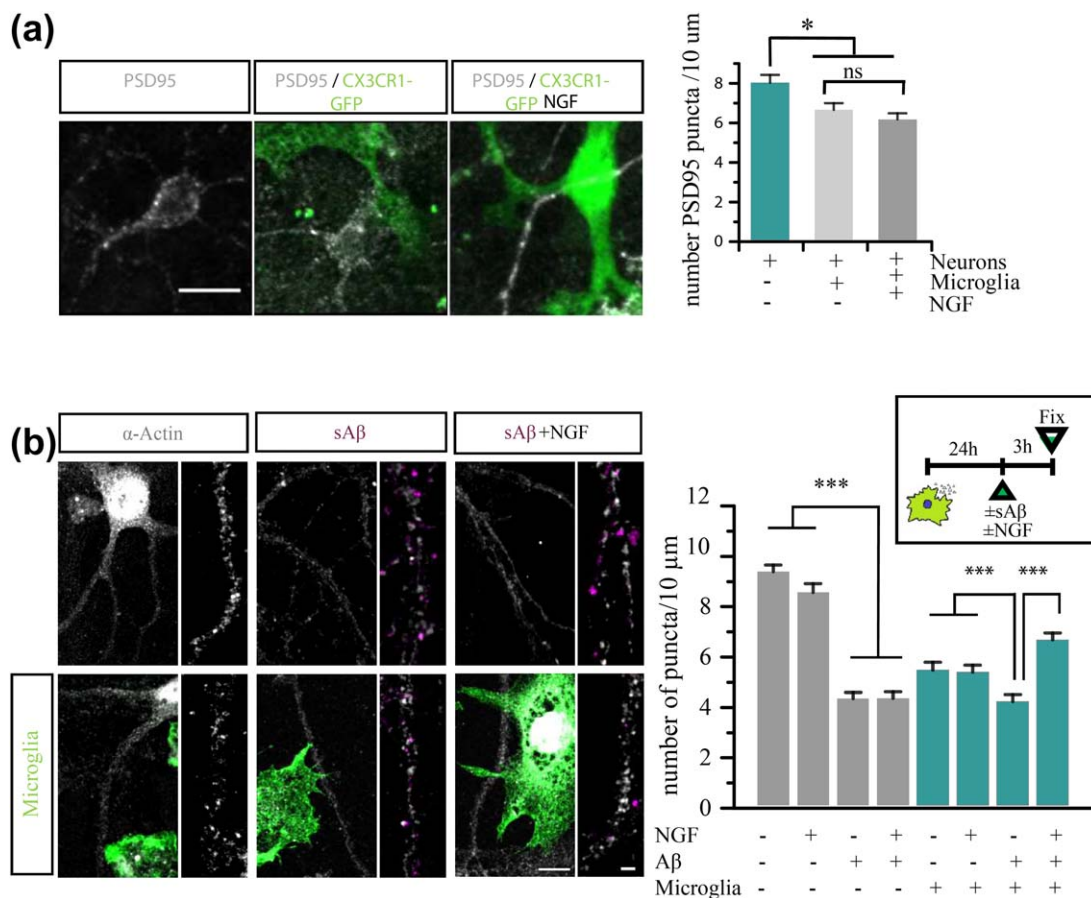 (a)
PSD95
PSD95 / CX3CR1-
GFP
PSD95 / CX3CR1-
GFP NGF
number PSD95 puncta /10 um
8
6
4
2
0
*
ns
+ + + Neurons
- + + Microglia
- - + NGF
(b)
α-Actin
sAβ
sAβ+NGF
Microglia
24h
3h
Fix
±sAβ
±NGF
number of puncta/10 μm
12
10
8
6
4
2
0
***
***
***
NGF - + - + - + - +
Aβ - - + + - - + +
Microglia - - - - + + + +